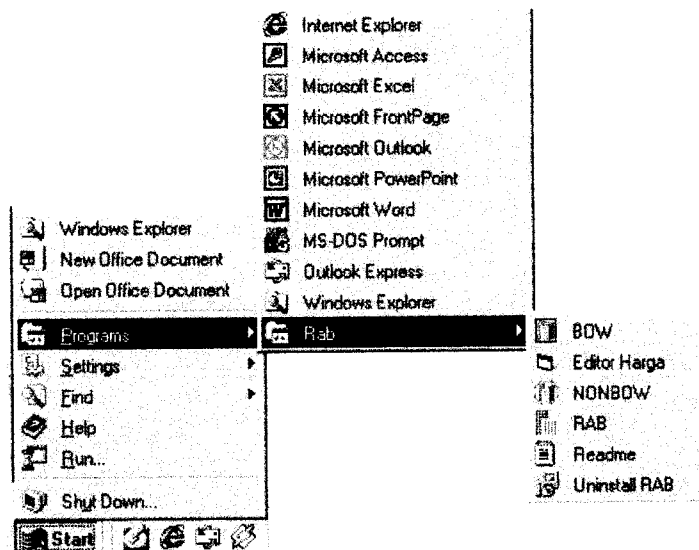 Internet Explorer
Microsoft Access
Microsoft Excel
Microsoft FrontPage
Microsoft Outlook
Microsoft PowerPoint
Microsoft Word
MS-DOS Prompt
Outlook Express
Windows Explorer
Rab
Windows Explorer
New Office Document
Open Office Document
Programs
Settings
Find
Help
Run...
Shut Down...
Start
BOW
Editor Harga
NONBOW
RAB
Readme
Uninstall RAB